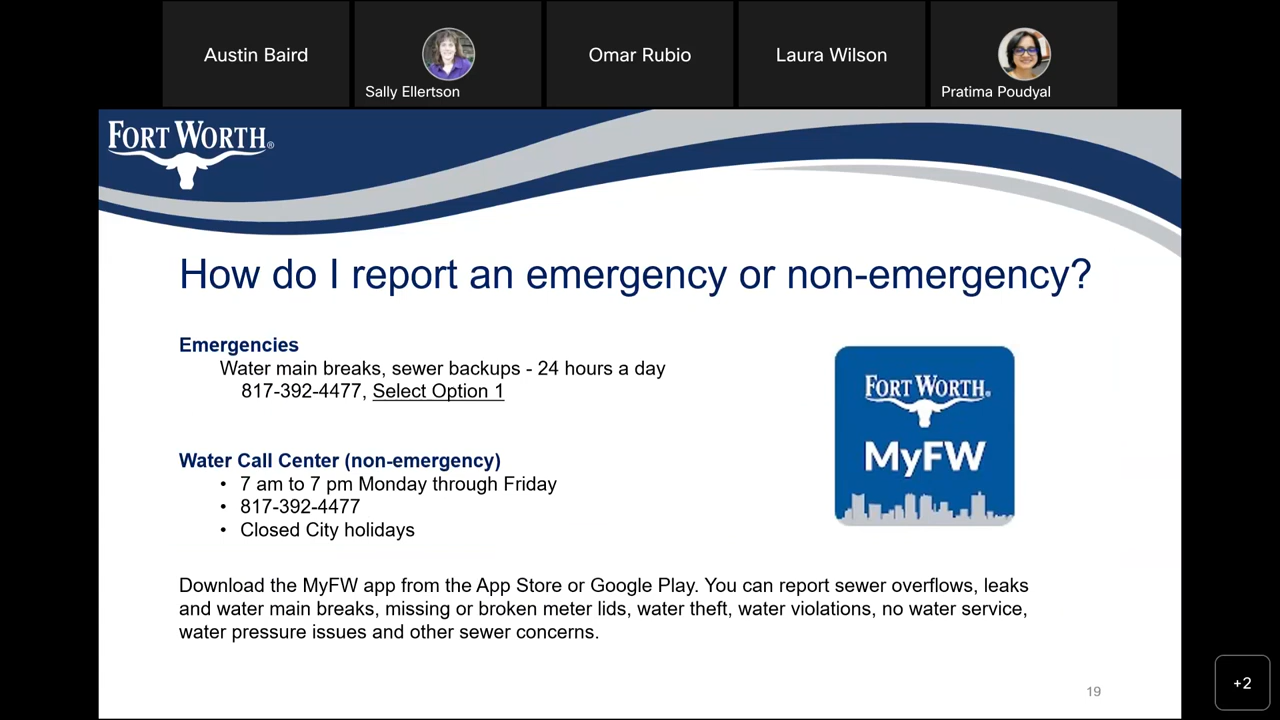 Austin Baird
Sally Ellertson
Omar Rubio
Laura Wilson
Pratima Poudyal
FORT WORTH®
How do I report an emergency or non-emergency?
Emergencies
Water main breaks, sewer backups - 24 hours a day
817-392-4477, Select Option 1
Water Call Center (non-emergency)
• 7 am to 7 pm Monday through Friday
• 817-392-4477
• Closed City holidays
FORT WORTH®
MyFW
Download the MyFW app from the App Store or Google Play. You can report sewer overflows, leaks
and water main breaks, missing or broken meter lids, water theft, water violations, no water service,
water pressure issues and other sewer concerns.
19
+2